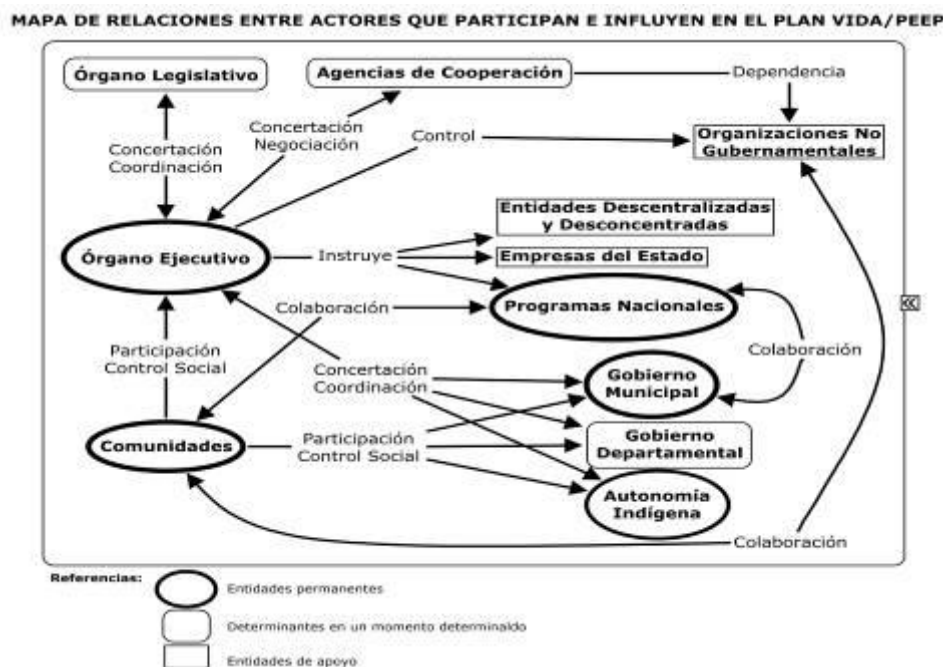 MAPA DE RELACIONES ENTRE ACTORES QUE PARTICIPAN E INFLUYEN EN EL PLAN VIDA/PEEP
Órgano Legislativo
Agencias de Cooperación
Dependencia
Concertación
Negociación
Control
Organizaciones No
Gubernamentales
Concertación
Coordinación
Entidades Descentralizadas
y Desconcentradas
Órgano Ejecutivo
Instruye
Empresas del Estado
Colaboración
Programas Nacionales
Participación
Control Social
Colaboración
Concertación
Coordinación
Gobierno
Municipal
Comunidades
Participación
Control Social
Gobierno
Departamental
Autonomía
Indígena
Colaboración
Referencias:
Entidades permanentes
Determinantes en un momento determinaldo
Entidades de apoyo